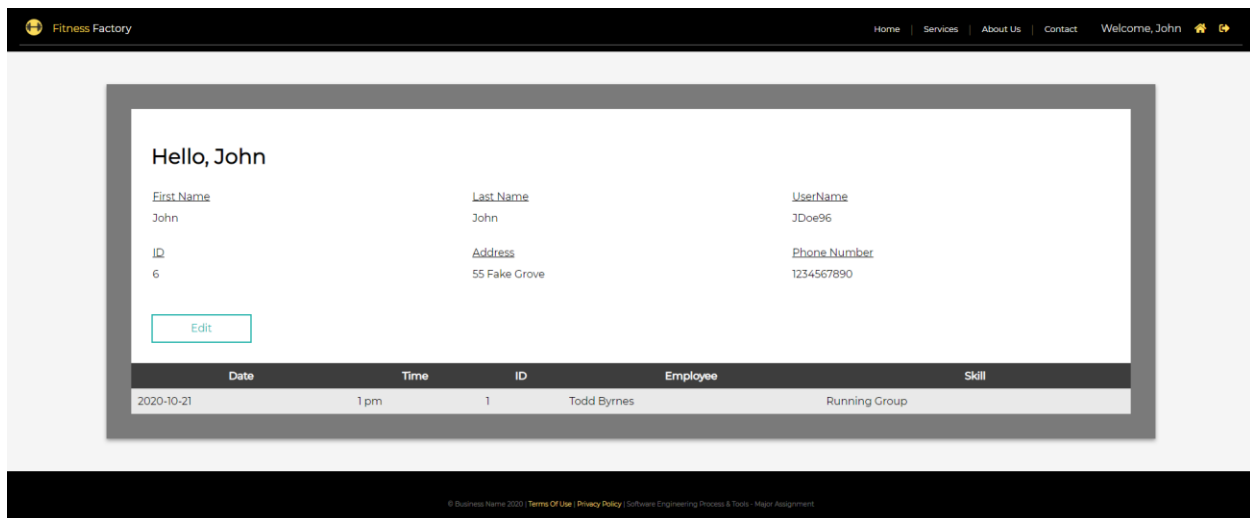 Fitness Factory
Home | Services | About Us | Contact Welcome, John
Hello, John
First Name Last Name UserName
John John JDoe96
ID Address Phone Number
6 55 Fake Grove 1234567890
Edit
Date Time ID Employee Skill
2020-10-21 1 pm 1 Todd Byrnes Running Group
© Business Name 2020 | Terms Of Use | Privacy Policy | Software Engineering Process & Tools - Major Assignment